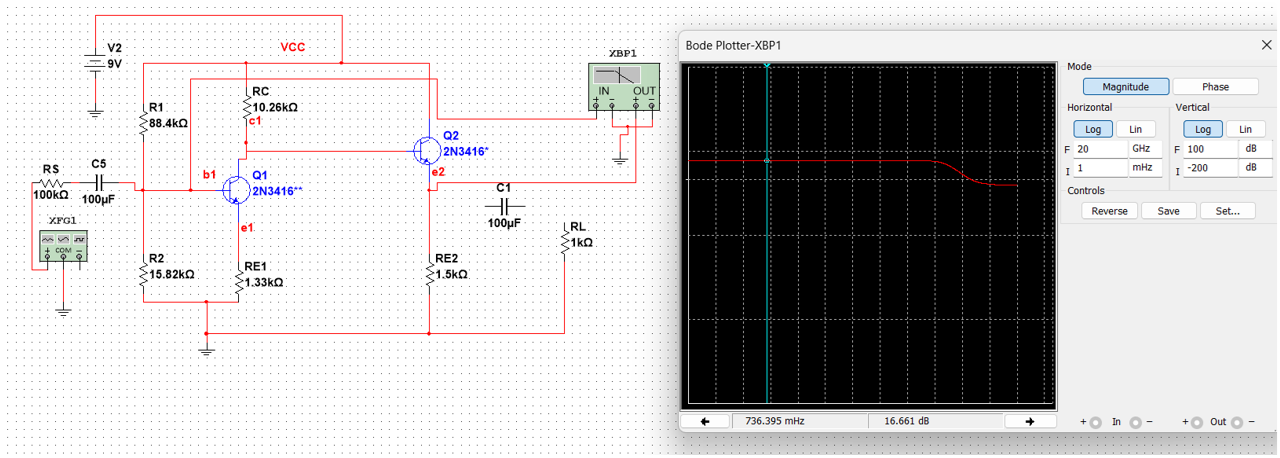 V2
9V
VCC
R1
88.4kΩ
RC
10.26kΩ
c1
Q2
2N3416*
e2
RS
100kΩ
C5
100µF
b1
Q1
2N3416**
e1
C1
100µF
RL
1kΩ
XFG1
COM
+ −
R2
15.82kΩ
RE1
1.33kΩ
RE2
1.5kΩ
XBP1
IN OUT
+ − + −
Bode Plotter-XBP1
Mode
Magnitude Phase
Horizontal Vertical
Log Lin Log Lin
F 20 GHz F 100 dB
I 1 mHz I -200 dB
Controls
Reverse Save Set...
736.395 mHz 16.661 dB
+ In − + Out −